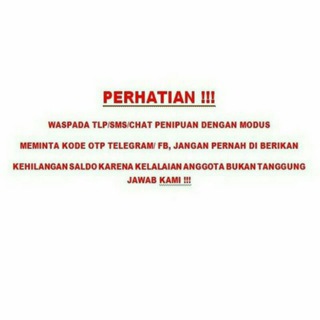 PERHATIAN !!!
WASPADA TLP/SMS/CHAT PENIPUAN DENGAN MODUS
MEMINTA KODE OTP TELEGRAM/ FB, JANGAN PERNAH DI BERIKAN
KEHILANGAN SALDO KARENA KELALAIAN ANGGOTA BUKAN TANGGUNG
JAWAB KAMI !!!